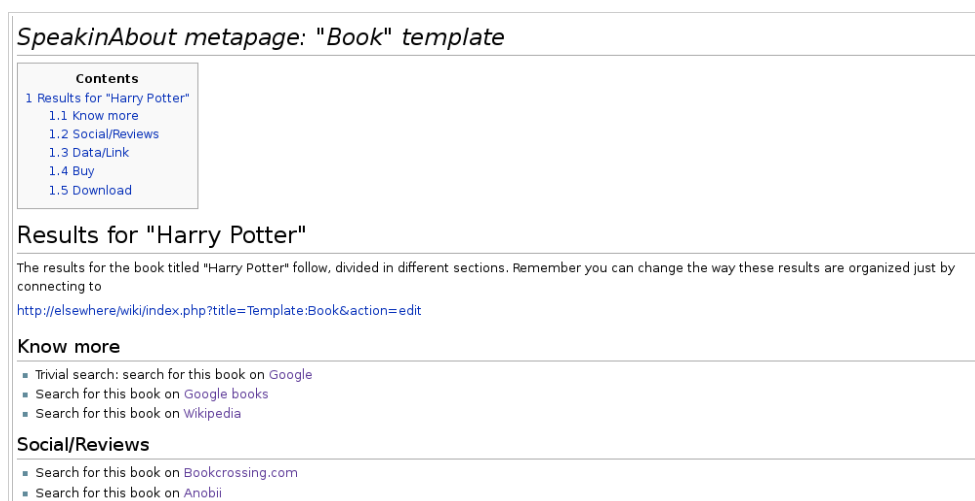 SpeakinAbout metapage: "Book" template
Contents
1 Results for "Harry Potter"
1.1 Know more
1.2 Social/Reviews
1.3 Data/Link
1.4 Buy
1.5 Download
Results for "Harry Potter"
The results for the book titled "Harry Potter" follow, divided in different sections. Remember you can change the way these results are organized just by
connecting to
http://elsewhere/wiki/index.php?title=Template:Book&action=edit
Know more
Trivial search: search for this book on Google
Search for this book on Google books
Search for this book on Wikipedia
Social/Reviews
Search for this book on Bookcrossing.com
Search for this book on Anobii